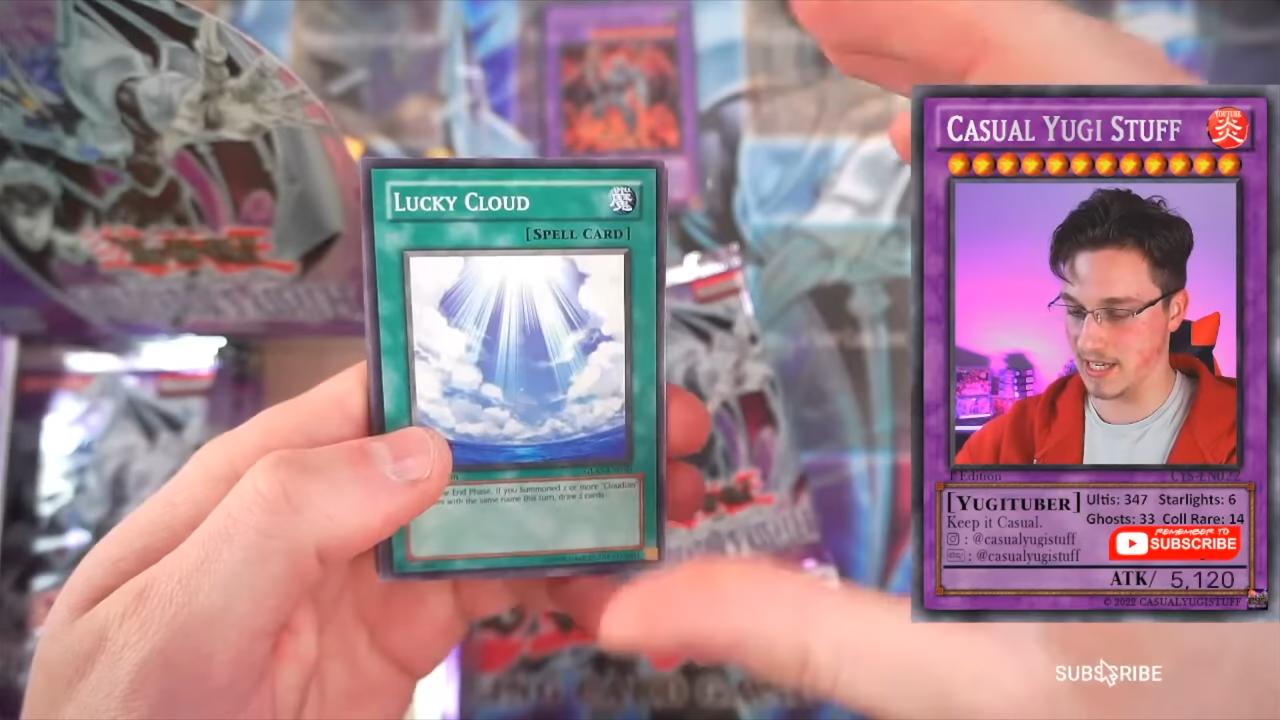 LUCKY CLOUD
[SPELL CARD]
End Phase, if you Summoned 2 or more "Cloudian"
with the same name this turn, draw 2 cards.
CASUAL YUGI STUFF
YOUTUBE
炎
Edition
[YUGITUBER]
Ultis: 347 Starlights: 6
Keep it Casual.
Ghosts: 33 Coll Rare: 14
: @casualyugistuff
REMEMBER TO
SUBSCRIBE
: @casualyugistuff
ATK/ 5,120
© 2022 CASUALYUGISTUFF
SUBSCRIBE